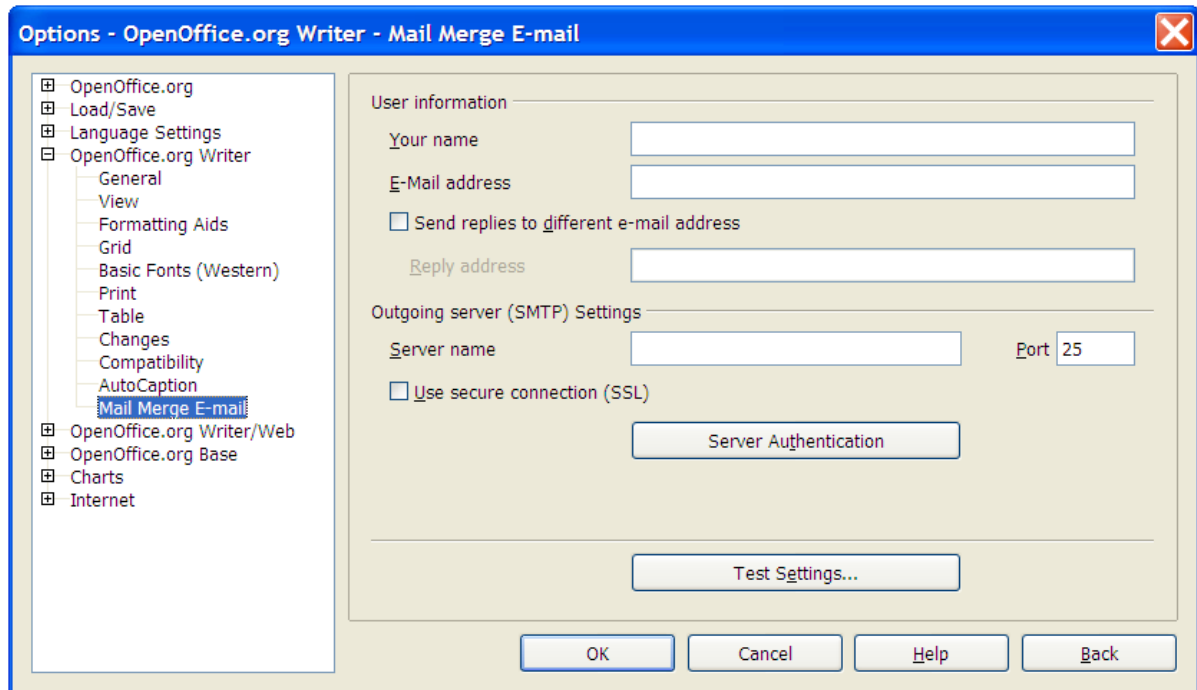 Options - OpenOffice.org Writer - Mail Merge E-mail
OpenOffice.org
Load/Save
Language Settings
OpenOffice.org Writer
General
View
Formatting Aids
Grid
Basic Fonts (Western)
Print
Table
Changes
Compatibility
AutoCaption
Mail Merge E-mail
OpenOffice.org Writer/Web
OpenOffice.org Base
Charts
Internet
User information
Your name
E-Mail address
Send replies to different e-mail address
Reply address
Outgoing server (SMTP) Settings
Server name Port 25
Use secure connection (SSL)
Server Authentication
Test Settings...
OK Cancel Help Back